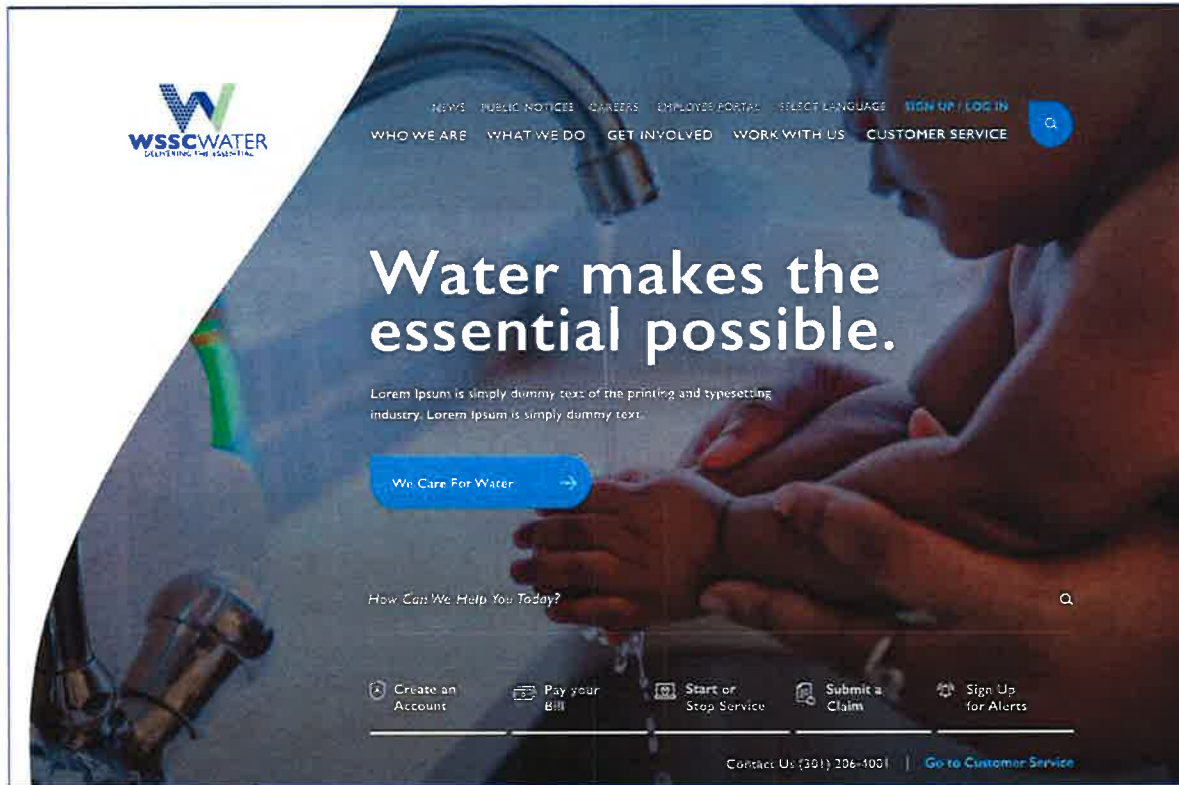 NEWS PUBLIC NOTICES CAREERS EMPLOYEE PORTAL SELECT LANGUAGE SIGN UP / LOG IN
WSSCWATER
DELIVERING THE ESSENTIAL
WHO WE ARE WHAT WE DO GET INVOLVED WORK WITH US CUSTOMER SERVICE
Water makes the
essential possible.
Lorem Ipsum is simply dummy text of the printing and typesetting
industry. Lorem Ipsum is simply dummy text.
We Care For Water
How Can We Help You Today?
Create an
Account
Pay your
Bill
Start or
Stop Service
Submit a
Claim
Sign Up
for Alerts
Contact Us (301) 206-4001 | Go to Customer Service